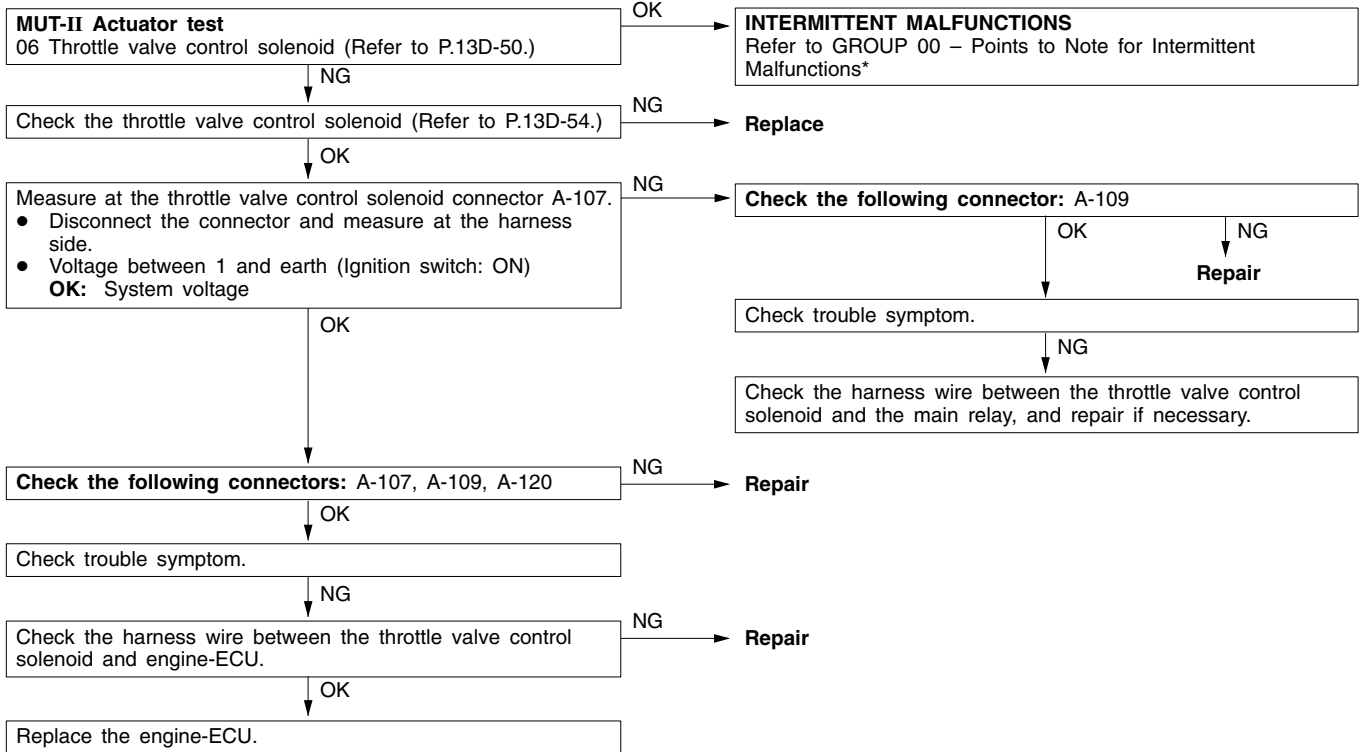 MUT-II Actuator test
06 Throttle valve control solenoid (Refer to P.13D-50.)
OK
INTERMITTENT MALFUNCTIONS
Refer to GROUP 00 – Points to Note for Intermittent
Malfunctions*
NG
Check the throttle valve control solenoid (Refer to P.13D-54.)
NG
Replace
OK
Measure at the throttle valve control solenoid connector A-107.
● Disconnect the connector and measure at the harness
side.
● Voltage between 1 and earth (Ignition switch: ON)
OK: System voltage
NG
Check the following connector: A-109
OK
NG
Repair
Check trouble symptom.
NG
Check the harness wire between the throttle valve control
solenoid and the main relay, and repair if necessary.
OK
Check the following connectors: A-107, A-109, A-120
NG
Repair
OK
Check trouble symptom.
NG
Check the harness wire between the throttle valve control
solenoid and engine-ECU.
NG
Repair
OK
Replace the engine-ECU.